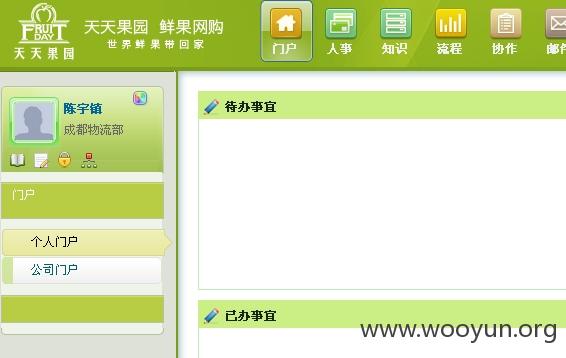 FRUIT
DAY
天天果园
天天果园 鲜果网购
世界鲜果带回家
门户
人事
知识
流程
协作
邮件
陈宇镇
成都物流部
门户
个人门户
公司门户
待办事宜
已办事宜
www.wooyun.org